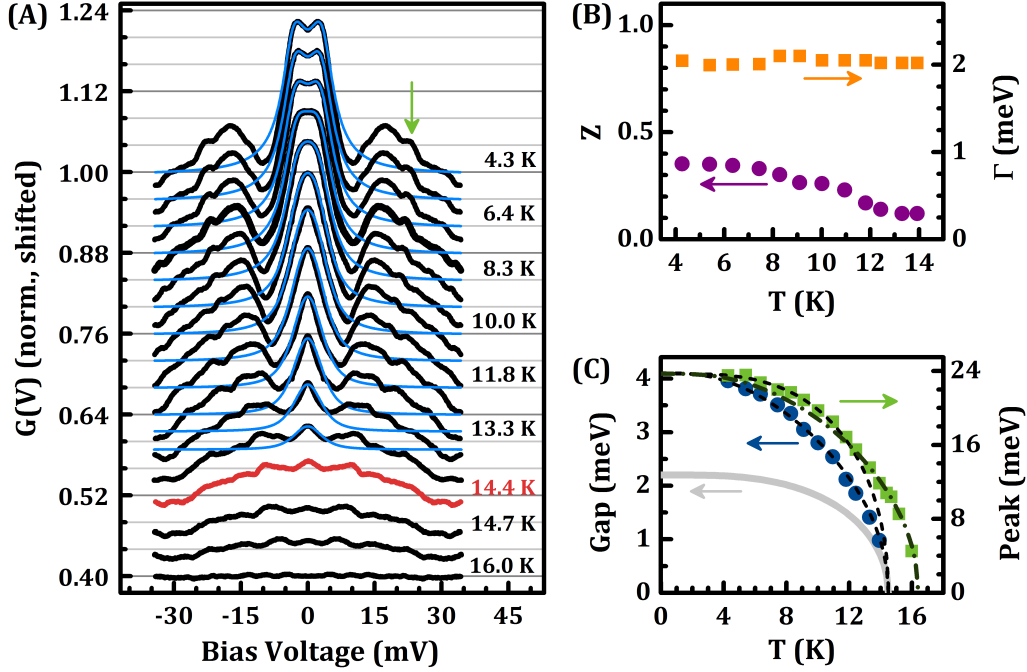 (A)
1.24
1.12
1.00
0.88
0.76
0.64
0.52
0.40
G(V) (norm., shifted)
4.3 K
6.4 K
8.3 K
10.0 K
11.8 K
13.3 K
14.4 K
14.7 K
16.0 K
-30 -15 0 15 30 45
Bias Voltage (mV)
(B)
1.0
0.5
0.0
Z
2
1
0
Γ (meV)
4 6 8 10 12 14
T (K)
(C)
4
3
2
1
0
Gap (meV)
24
16
8
0
Peak (meV)
0 4 8 12 16
T (K)